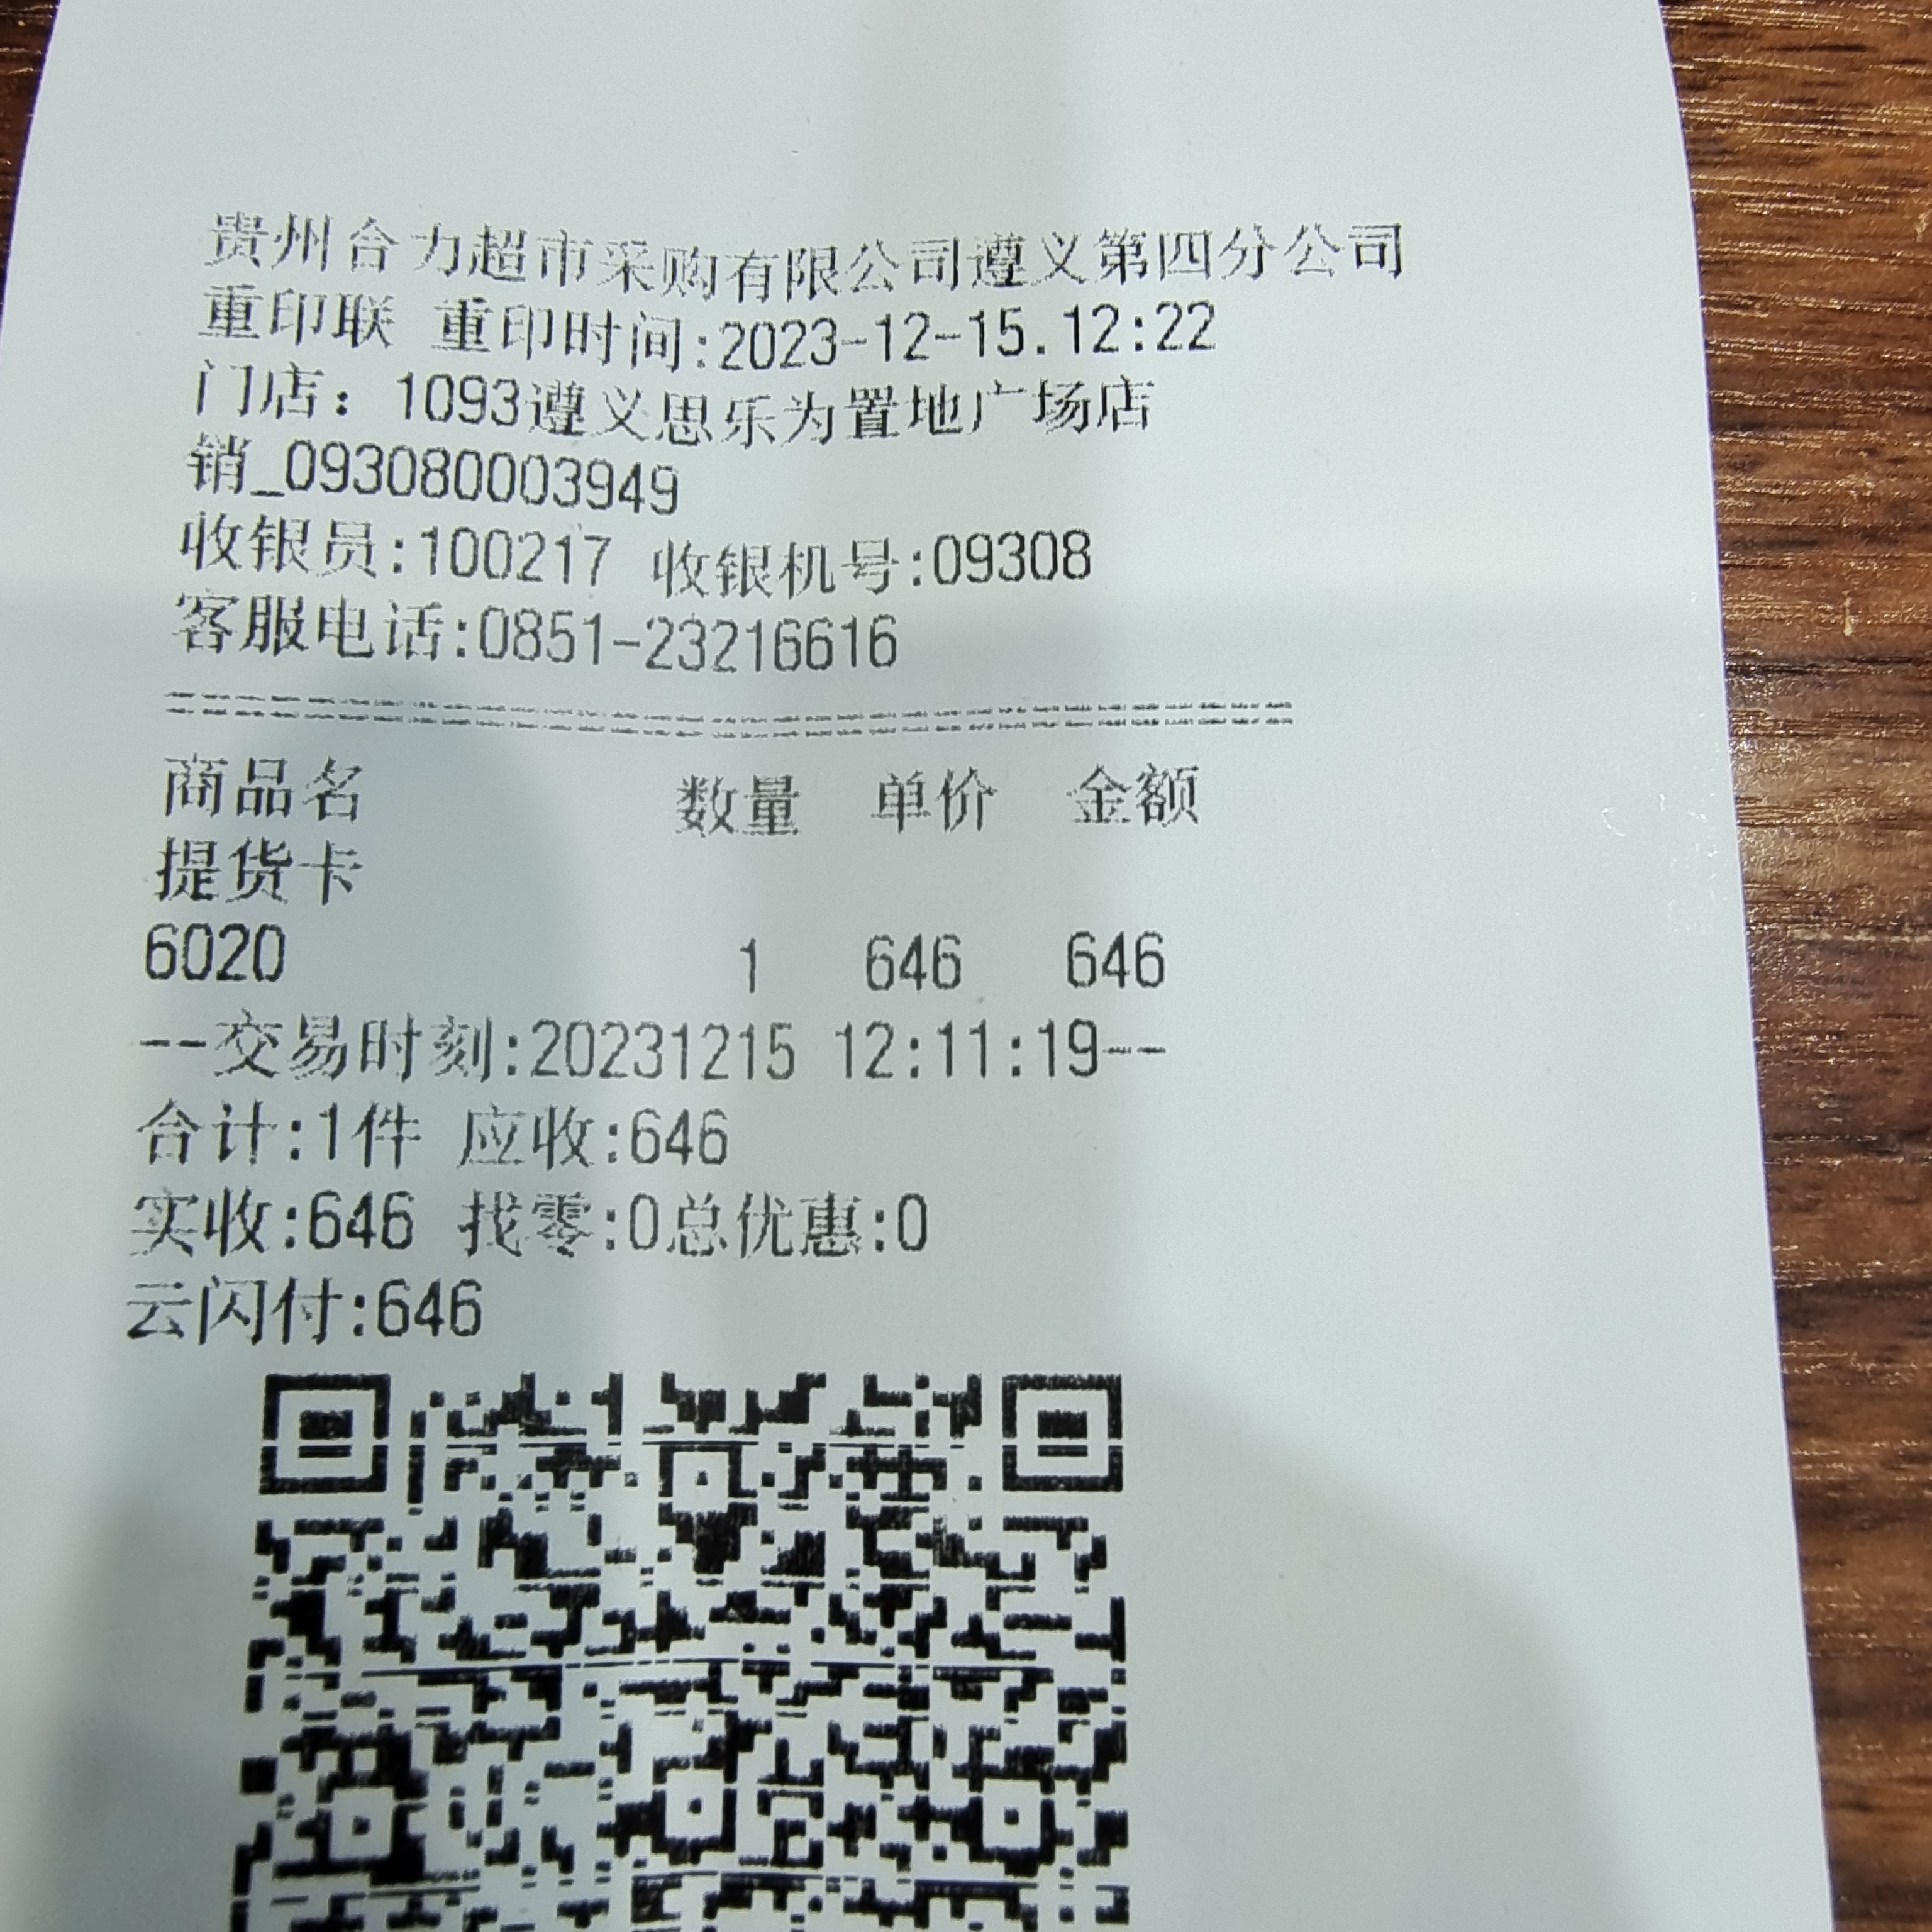 贵州合力超市采购有限公司遵义第四分公司
重印联 重印时间:2023-12-15.12:22
门店：1093遵义思乐为置地广场店
销_093080003949
收银员:100217 收银机号:09308
客服电话:0851-23216616
商品名 数量 单价 金额
提货卡
6020 1 646 646
--交易时刻:20231215 12:11:19--
合计:1件 应收:646
实收:646 找零:0总优惠:0
云闪付:646